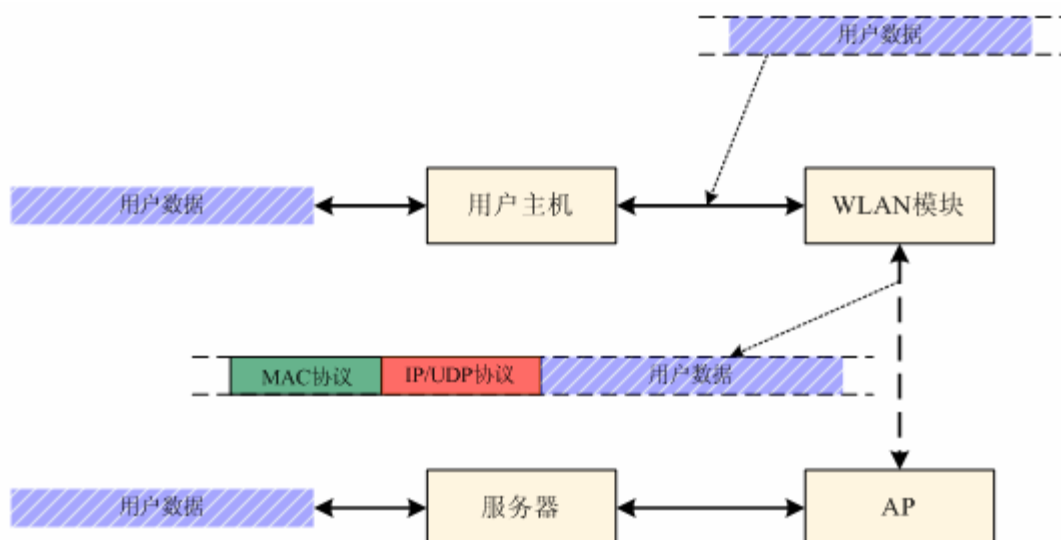 用户数据
用户数据
用户主机
WLAN模块
MAC协议
IP/UDP协议
用户数据
用户数据
服务器
AP